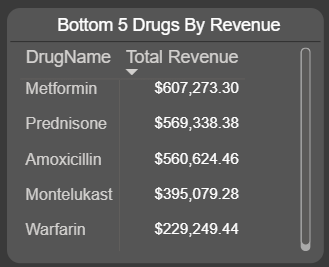 Bottom 5 Drugs By Revenue
DrugName Total Revenue
Metformin $607,273.30
Prednisone $569,338.38
Amoxicillin $560,624.46
Montelukast $395,079.28
Warfarin $229,249.44